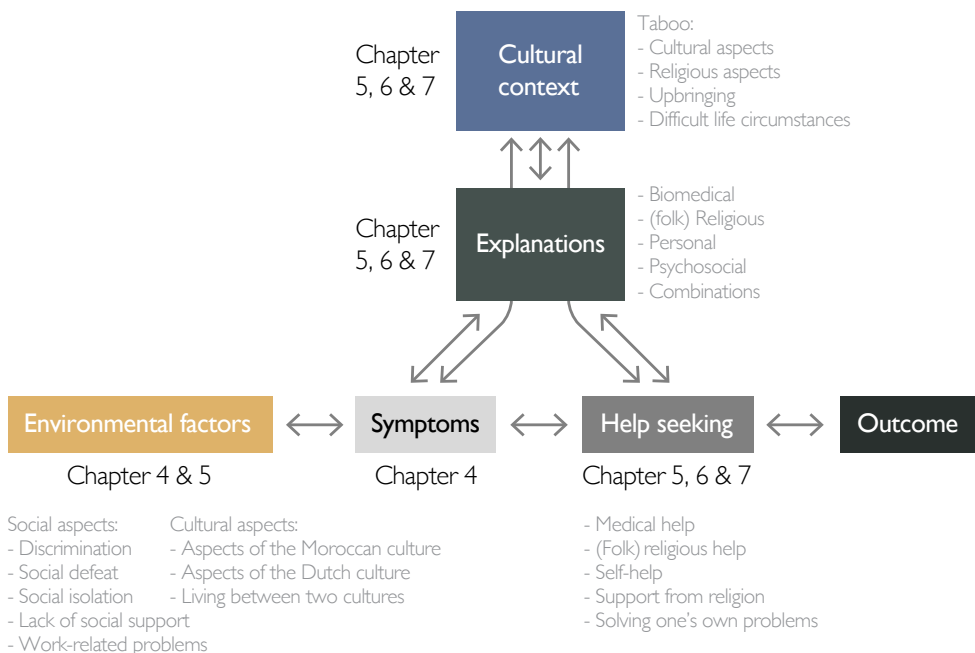 Chapter
5, 6 & 7
Cultural
context
Taboo:
- Cultural aspects
- Religious aspects
- Upbringing
- Difficult life circumstances
Chapter
5, 6 & 7
Explanations
- Biomedical
- (folk) Religious
- Personal
- Psychosocial
- Combinations
Environmental factors
Symptoms
Help seeking
Outcome
Chapter 4 & 5
Chapter 4
Chapter 5, 6 & 7
Social aspects:
- Discrimination
- Social defeat
- Social isolation
- Lack of social support
- Work-related problems
Cultural aspects:
- Aspects of the Moroccan culture
- Aspects of the Dutch culture
- Living between two cultures
- Medical help
- (Folk) religious help
- Self-help
- Support from religion
- Solving one's own problems